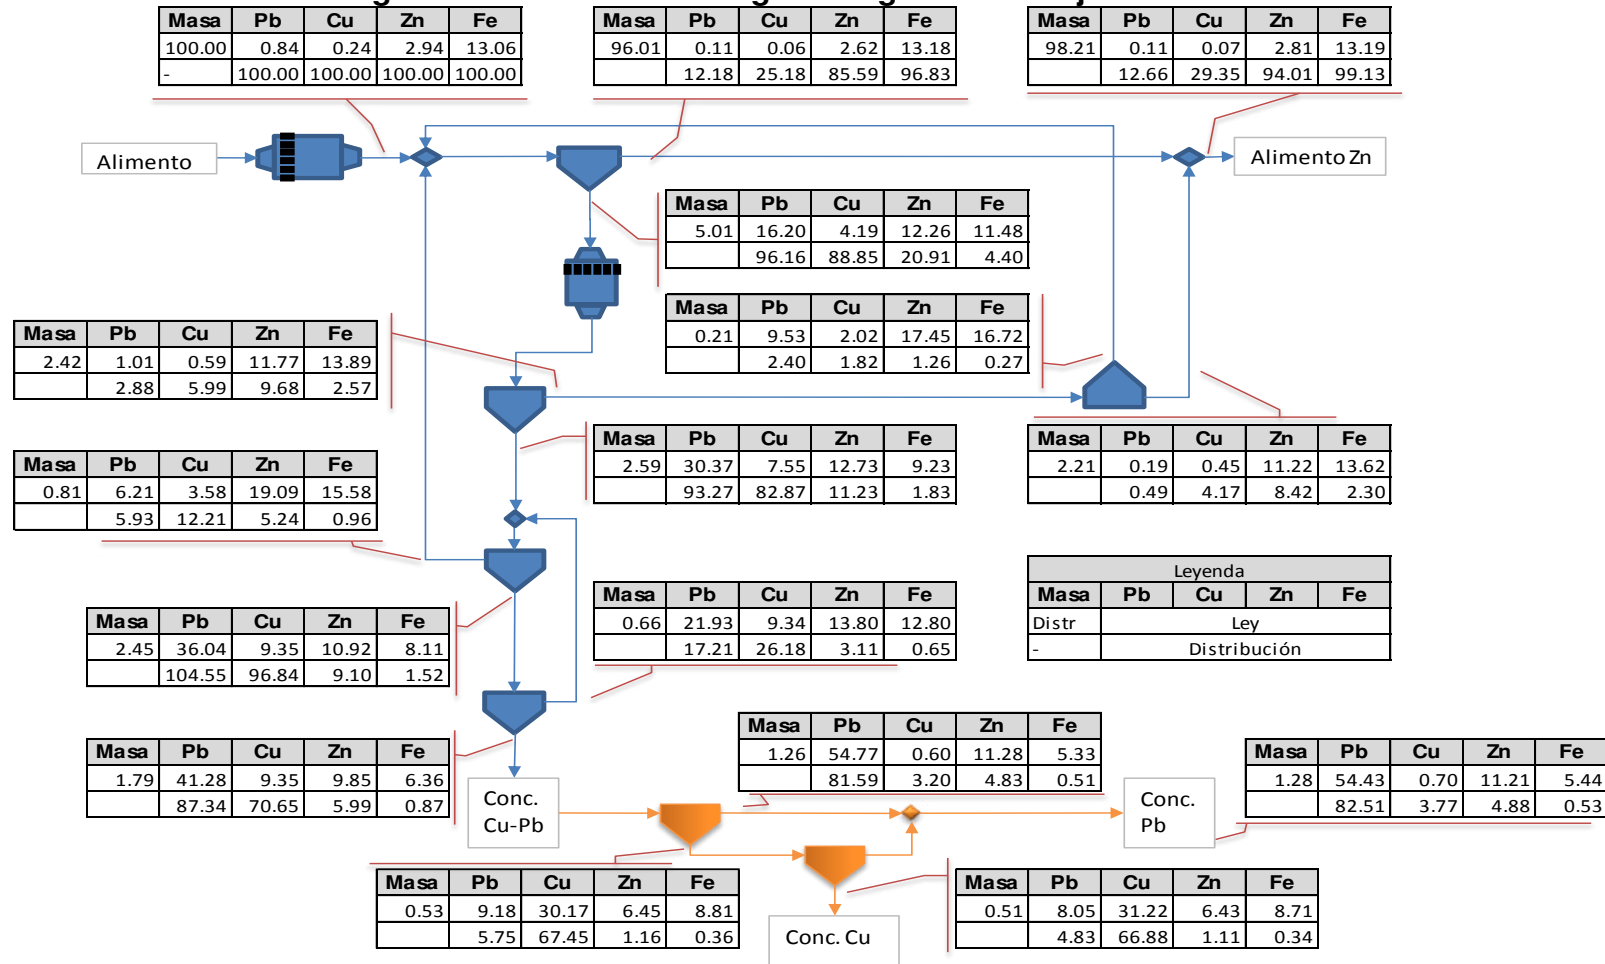 Masa Pb Cu Zn Fe
100.00 0.84 0.24 2.94 13.06
- 100.00 100.00 100.00 100.00
Masa Pb Cu Zn Fe
96.01 0.11 0.06 2.62 13.18
12.18 25.18 85.59 96.83
Masa Pb Cu Zn Fe
98.21 0.11 0.07 2.81 13.19
12.66 29.35 94.01 99.13
Alimento
Alimento Zn
Masa Pb Cu Zn Fe
5.01 16.20 4.19 12.26 11.48
96.16 88.85 20.91 4.40
Masa Pb Cu Zn Fe
0.21 9.53 2.02 17.45 16.72
2.40 1.82 1.26 0.27
Masa Pb Cu Zn Fe
2.42 1.01 0.59 11.77 13.89
2.88 5.99 9.68 2.57
Masa Pb Cu Zn Fe
2.59 30.37 7.55 12.73 9.23
93.27 82.87 11.23 1.83
Masa Pb Cu Zn Fe
2.21 0.19 0.45 11.22 13.62
0.49 4.17 8.42 2.30
Masa Pb Cu Zn Fe
0.81 6.21 3.58 19.09 15.58
5.93 12.21 5.24 0.96
Leyenda
Masa Pb Cu Zn Fe
Distr Ley
- Distribución
Masa Pb Cu Zn Fe
0.66 21.93 9.34 13.80 12.80
17.21 26.18 3.11 0.65
Masa Pb Cu Zn Fe
2.45 36.04 9.35 10.92 8.11
104.55 96.84 9.10 1.52
Masa Pb Cu Zn Fe
1.26 54.77 0.60 11.28 5.33
81.59 3.20 4.83 0.51
Masa Pb Cu Zn Fe
1.79 41.28 9.35 9.85 6.36
87.34 70.65 5.99 0.87
Masa Pb Cu Zn Fe
1.28 54.43 0.70 11.21 5.44
82.51 3.77 4.88 0.53
Conc.
Cu-Pb
Conc.
Pb
Masa Pb Cu Zn Fe
0.53 9.18 30.17 6.45 8.81
5.75 67.45 1.16 0.36
Masa Pb Cu Zn Fe
0.51 8.05 31.22 6.43 8.71
4.83 66.88 1.11 0.34
Conc. Cu